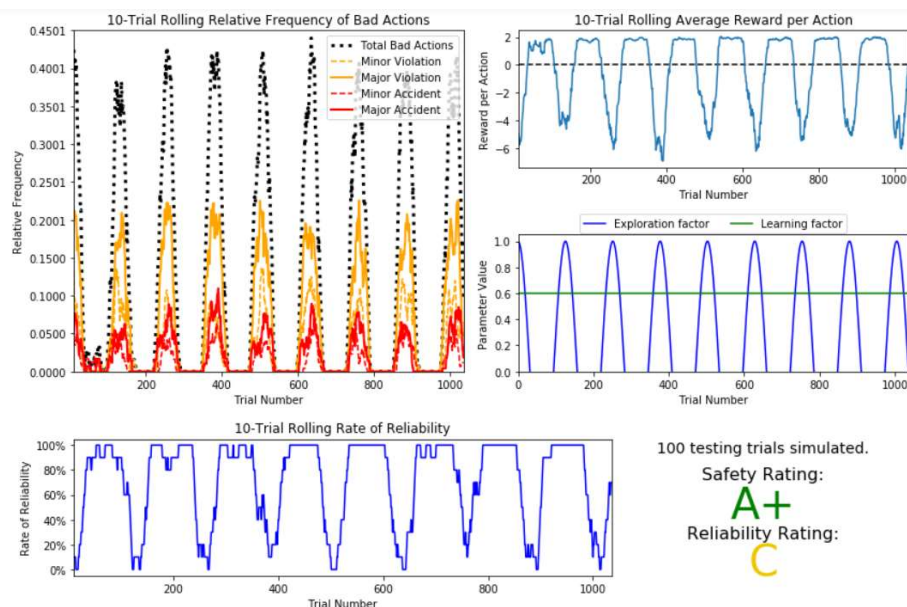 10-Trial Rolling Relative Frequency of Bad Actions
0.4501
0.4001
0.3501
0.3001
0.2501
0.2001
0.1500
0.1000
0.0500
0.0000
Relative Frequency
Total Bad Actions
Minor Violation
Major Violation
Minor Accident
Major Accident
200 400 600 800 1000
Trial Number
10-Trial Rolling Average Reward per Action
2
0
−2
−4
−6
Reward per Action
200 400 600 800 1000
Trial Number
Exploration factor Learning factor
1.0
0.8
0.6
0.4
0.2
0.0
Parameter Value
0 200 400 600 800 1000
Trial Number
10-Trial Rolling Rate of Reliability
100%
80%
60%
40%
20%
0%
Rate of Reliability
200 400 600 800 1000
Trial Number
100 testing trials simulated.
Safety Rating:
A+
Reliability Rating:
C